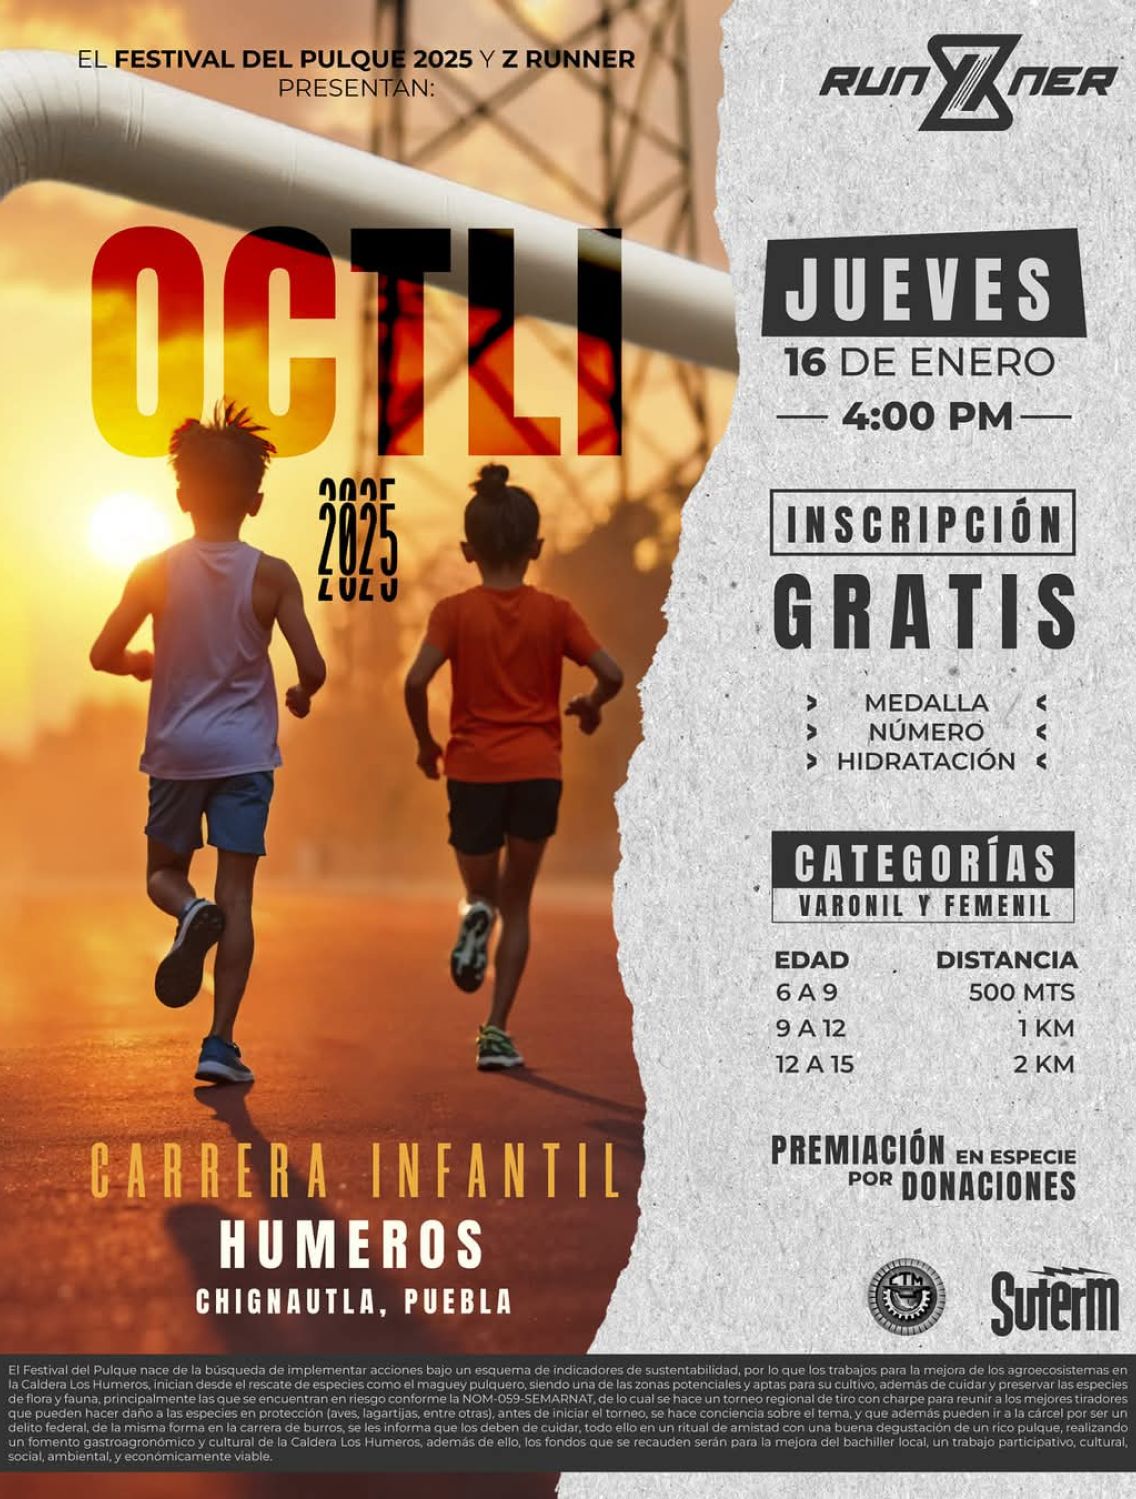 EL FESTIVAL DEL PULQUE 2025 Y Z RUNNER
PRESENTAN:
RUN NER
OCTLI
2025
2025
2025
JUEVES
16 DE ENERO
4:00 PM
INSCRIPCIÓN
GRATIS
> MEDALLA <
> NÚMERO <
> HIDRATACIÓN <
CATEGORÍAS
VARONIL Y FEMENIL
EDAD DISTANCIA
6 A 9 500 MTS
9 A 12 1 KM
12 A 15 2 KM
PREMIACIÓN EN ESPECIE
POR DONACIONES
CARRERA INFANTIL
HUMEROS
CHIGNAUTLA, PUEBLA
CTM
Suterm
El Festival del Pulque nace de la búsqueda de implementar acciones bajo un esquema de indicadores de sustentabilidad, por lo que los trabajos para la mejora de los agroecosistemas en
la Caldera Los Humeros, inician desde el rescate de especies como el maguey pulquero, siendo una de las zonas potenciales y aptas para su cultivo, además de cuidar y preservar las especies
de flora y fauna, principalmente las que se encuentran en riesgo conforme la NOM-059-SEMARNAT, de lo cual se hace un torneo regional de tiro con charpe para reunir a los mejores tiradores
que pueden hacer daño a las especies en protección (aves, lagartijas, entre otras), antes de iniciar el torneo, se hace conciencia sobre el tema, y que además pueden ir a la cárcel por ser un
delito federal, de la misma forma en la carrera de burros, se les informa que los deben de cuidar, todo ello en un ritual de amistad con una buena degustación de un rico pulque, realizando
un fomento gastroagronómico y cultural de la Caldera Los Humeros, además de ello, los fondos que se recauden serán para la mejora del bachiller local, un trabajo participativo, cultural,
social, ambiental, y económicamente viable.